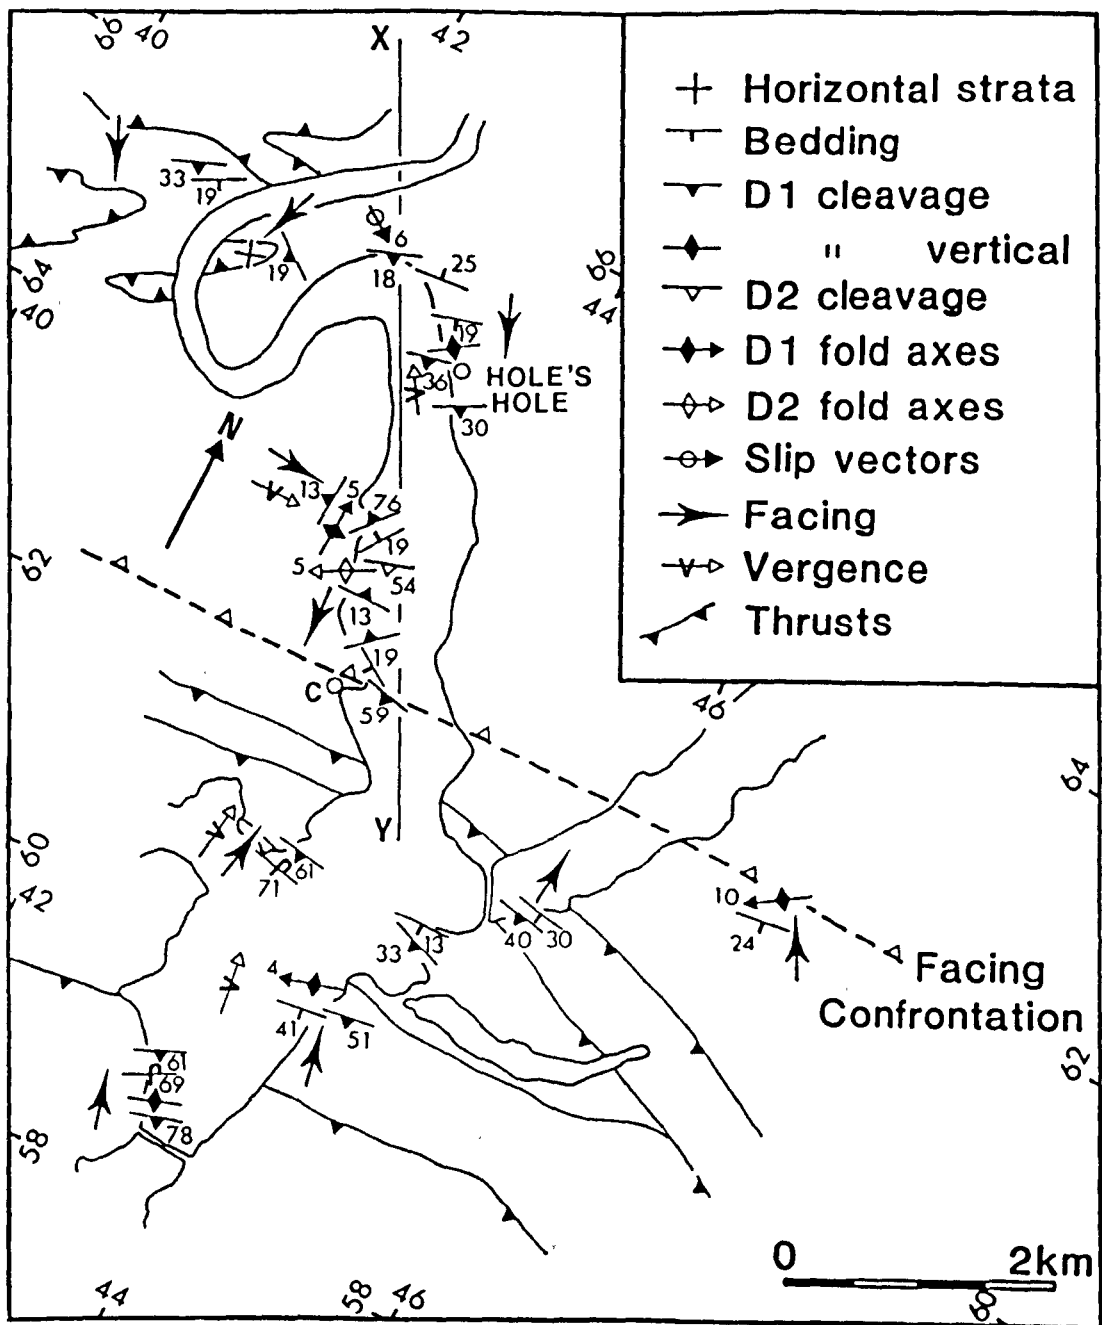 66
40
X
42
Horizontal strata
Bedding
D1 cleavage
" vertical
D2 cleavage
D1 fold axes
D2 fold axes
Slip vectors
Facing
Vergence
Thrusts
33
19
64
40
19
6
18
25
66
44
19
36
V
HOLE'S
HOLE
30
N
V
13
5
76
19
62
5
54
13
19
C
59
46
64
Y
60
42
V
V
71
61
10
24
40
30
33
13
Facing
Confrontation
V
4
41
51
62
61
69
78
58
0
2km
44
58
46
60